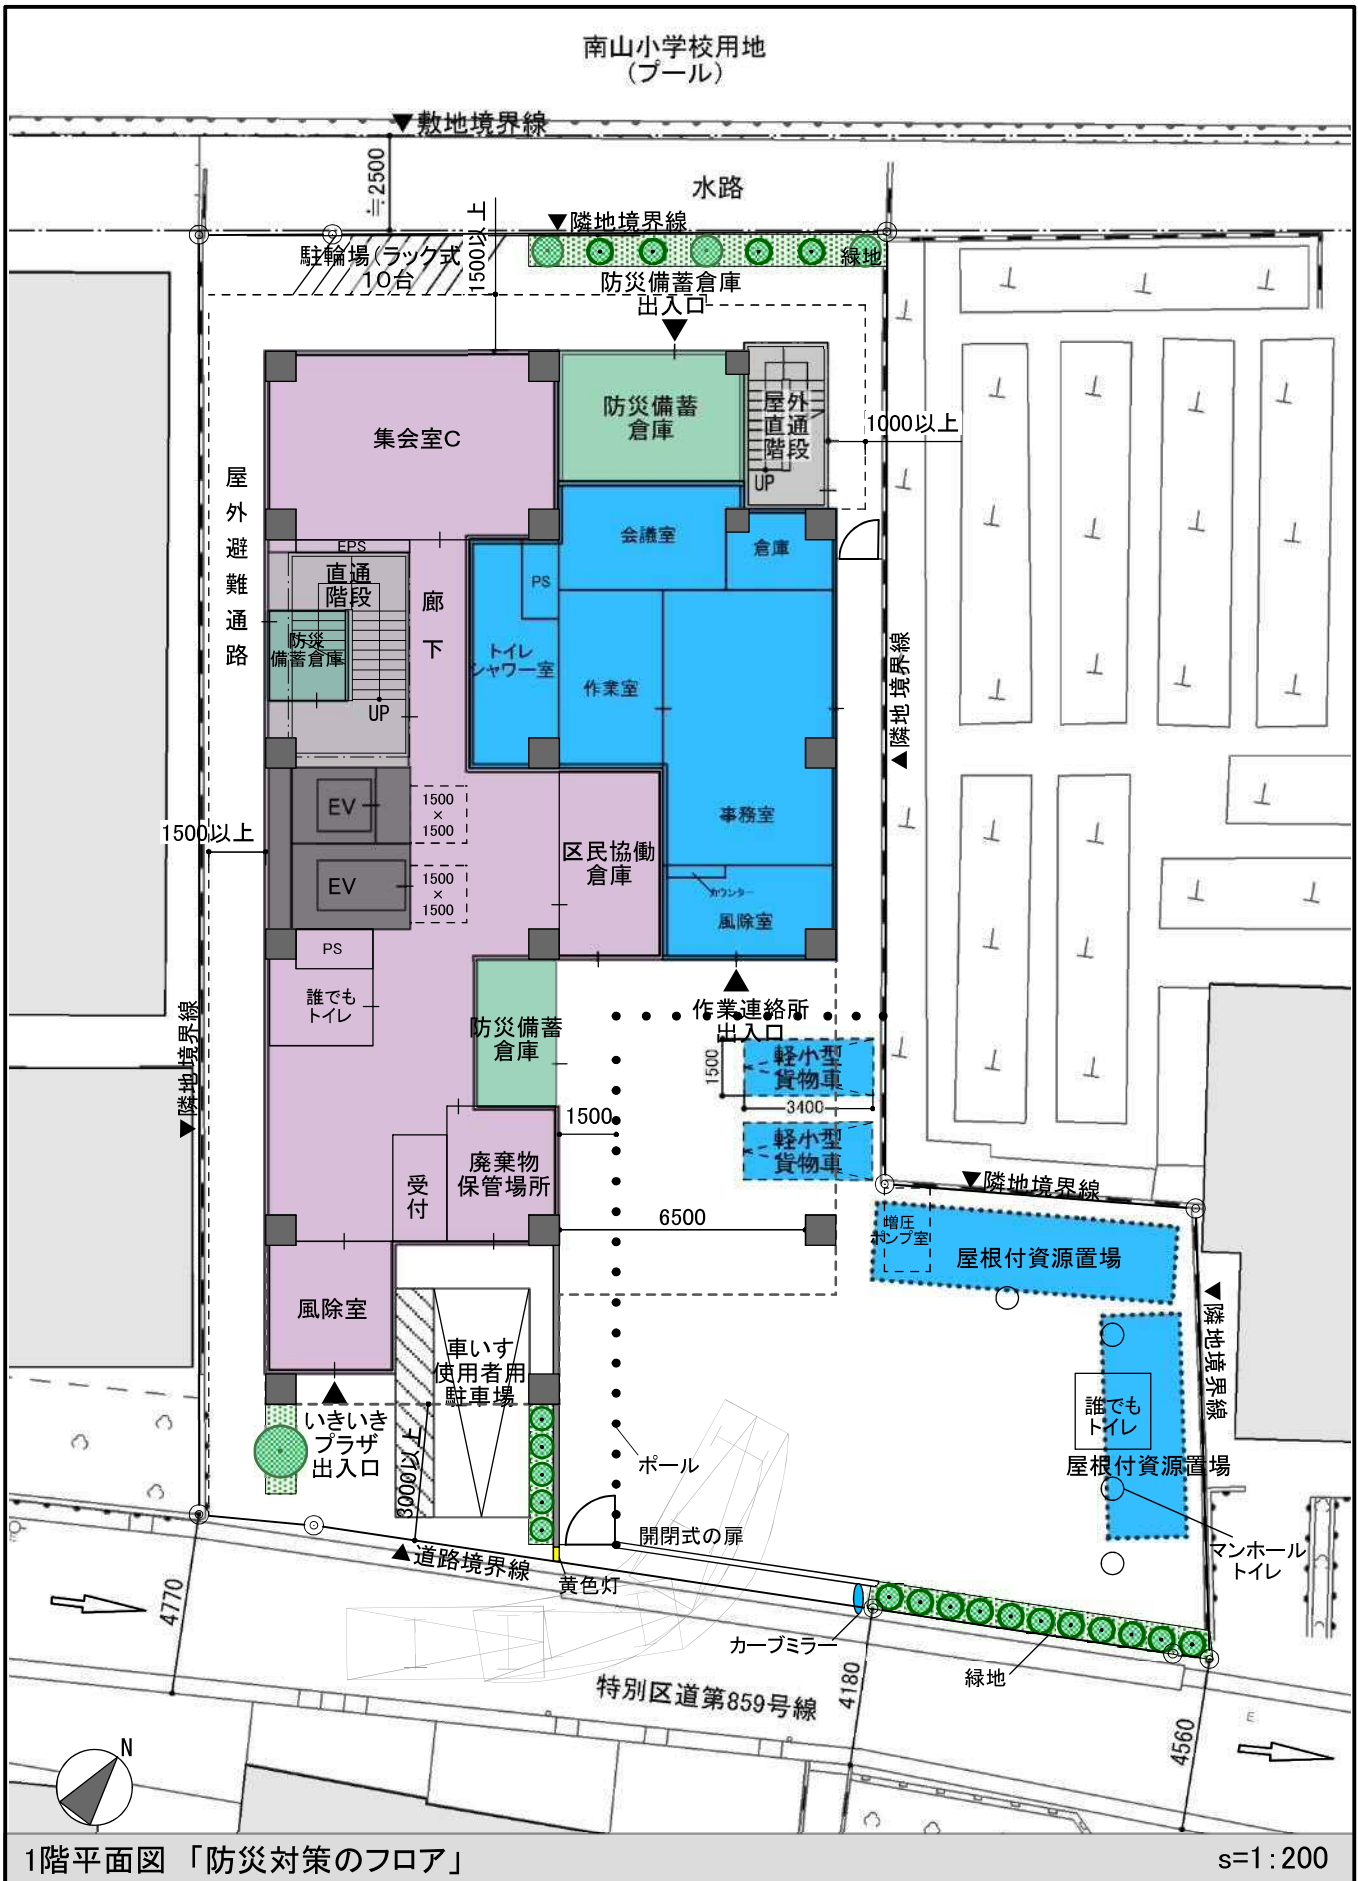 南山小学校用地
(プール)
▼敷地境界線
≒2500
水路
1500以上
▼隣地境界線
駐輪場(ラック式
10台
緑地
防災備蓄倉庫
出入口
集会室C
防災備蓄
倉庫
屋外
直通
階段
UP
1000以上
屋外避難通路
会議室
倉庫
EPS
直通
階段
PS
廊下
防災
備蓄倉庫
トイレ
シャワー室
作業室
UP
▲隣地境界線
EV
1500
×
1500
事務室
1500以上
区民協働
倉庫
EV
1500
×
1500
カウンター
風除室
PS
誰でも
トイレ
作業連絡所
出入口
防災備蓄
倉庫
▼隣地境界線
1500
軽小型
貨物車
3400
1500
軽小型
貨物車
廃棄物
保管場所
受付
▼隣地境界線
6500
増圧
ポンプ室
屋根付資源置場
風除室
▲隣地境界線
車いす
使用者用
駐車場
いきいき
プラザ
出入口
3000以上
誰でも
トイレ
屋根付資源置場
ポール
開閉式の扉
マンホール
トイレ
▲道路境界線
黄色灯
4770
カーブミラー
緑地
特別区道第859号線
4180
4560
E
N
1階平面図 「防災対策のフロア」
s=1:200